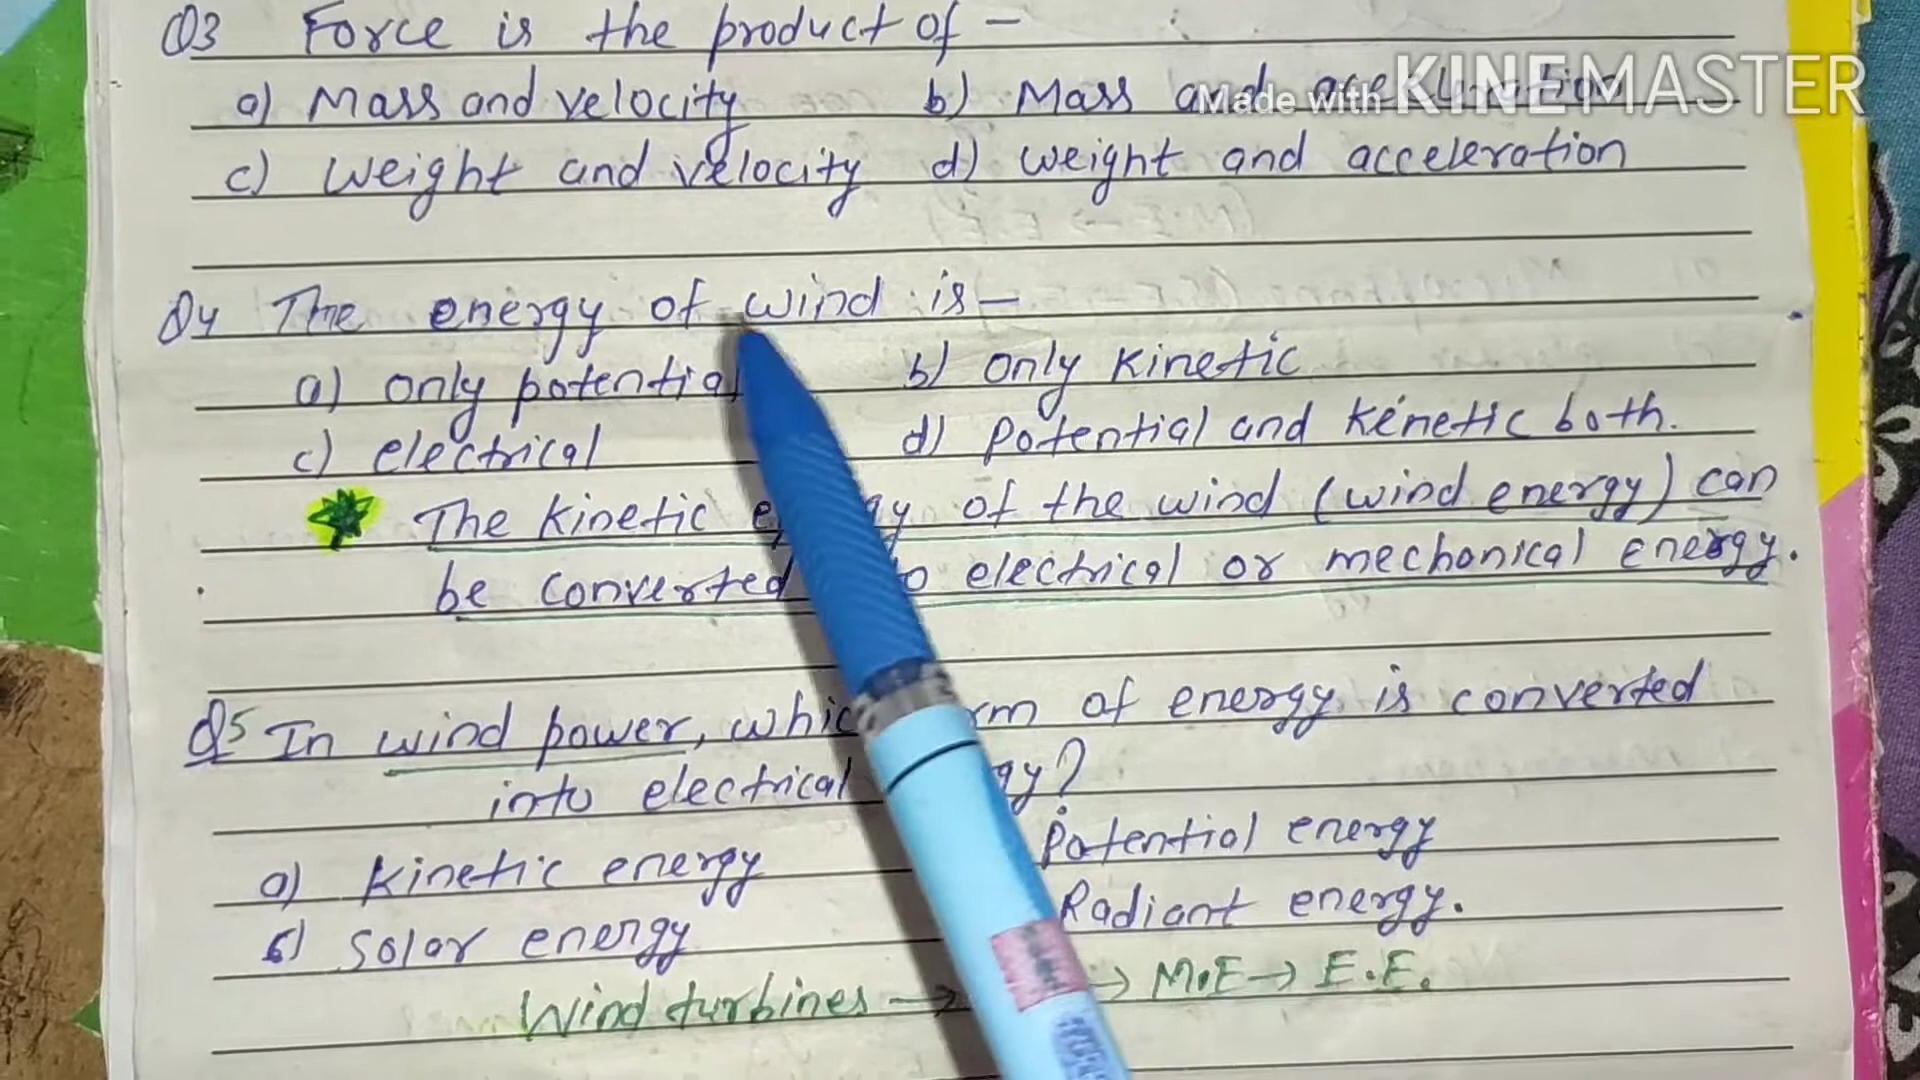 Q3 Force is the product of –
a) Mass and velocity b) Mass and
Made with KINEMASTER
c) Weight and velocity d) weight and acceleration
Q4 The energy of wind is –
a) only potential b) only kinetic
c) electrical d) Potential and kinetic both.
The kinetic of the wind (wind energy) can
be converted electrical or mechanical energy.
Q5 In wind power, of energy is converted
into electrical
a) Kinetic energy Potential energy
Solar energy Radiant energy.
Wind turbines → → M.E → E.E.